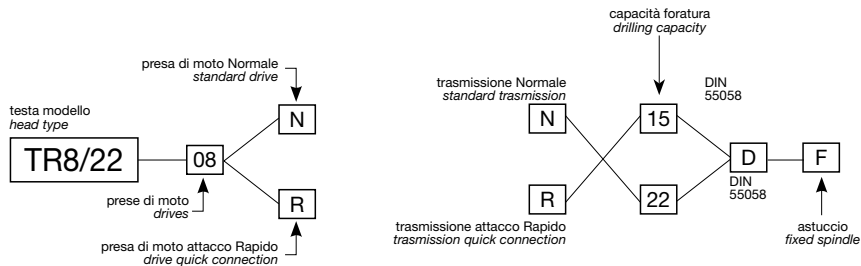 presa di moto Normale
standard drive
N
testa modello
head type
TR8/22
08
prese di moto
drives
R
presa di moto attacco Rapido
drive quick connection
capacità foratura
drilling capacity
trasmissione Normale
standard trasmission
DIN
55058
N
15
D
F
DIN
55058
R
22
trasmissione attacco Rapido
trasmission quick connection
astuccio
fixed spindle